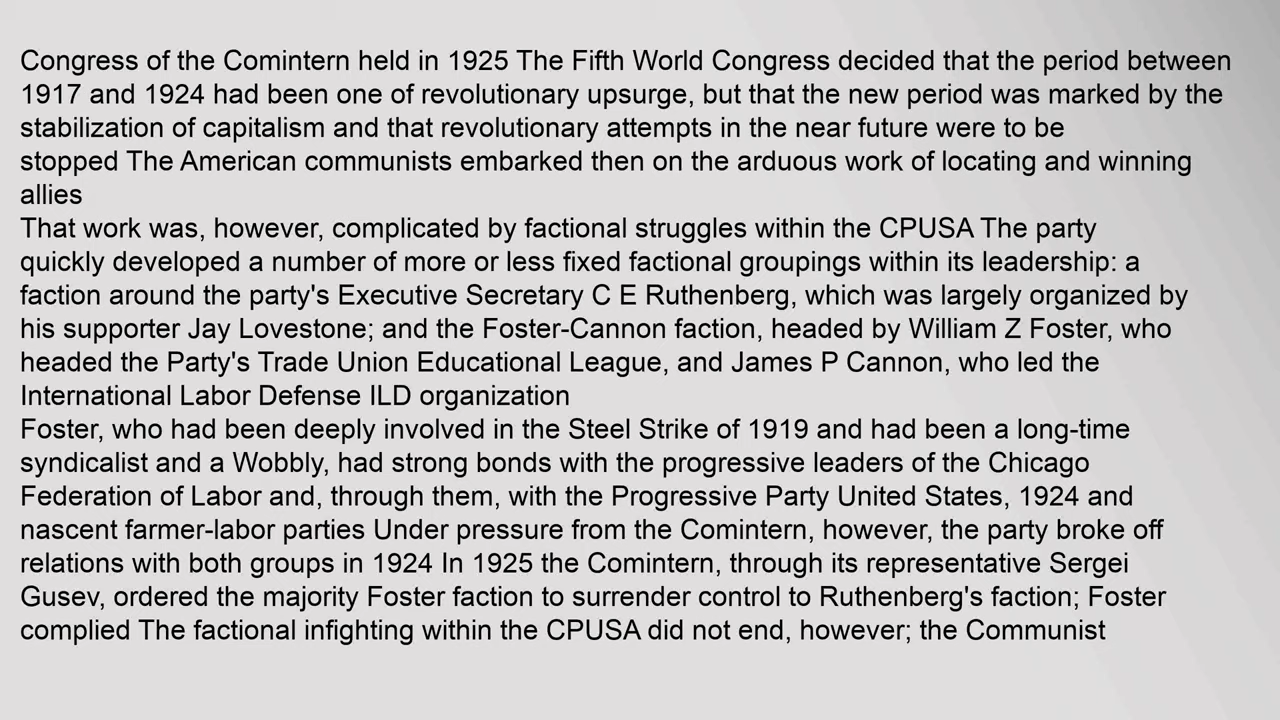 Congress of the Comintern held in 1925 The Fifth World Congress decided that the period between
1917 and 1924 had been one of revolutionary upsurge, but that the new period was marked by the
stabilization of capitalism and that revolutionary attempts in the near future were to be
stopped The American communists embarked then on the arduous work of locating and winning
allies
That work was, however, complicated by factional struggles within the CPUSA The party
quickly developed a number of more or less fixed factional groupings within its leadership: a
faction around the party's Executive Secretary C E Ruthenberg, which was largely organized by
his supporter Jay Lovestone; and the Foster-Cannon faction, headed by William Z Foster, who
headed the Party's Trade Union Educational League, and James P Cannon, who led the
International Labor Defense ILD organization
Foster, who had been deeply involved in the Steel Strike of 1919 and had been a long-time
syndicalist and a Wobbly, had strong bonds with the progressive leaders of the Chicago
Federation of Labor and, through them, with the Progressive Party United States, 1924 and
nascent farmer-labor parties Under pressure from the Comintern, however, the party broke off
relations with both groups in 1924 In 1925 the Comintern, through its representative Sergei
Gusev, ordered the majority Foster faction to surrender control to Ruthenberg's faction; Foster
complied The factional infighting within the CPUSA did not end, however; the Communist